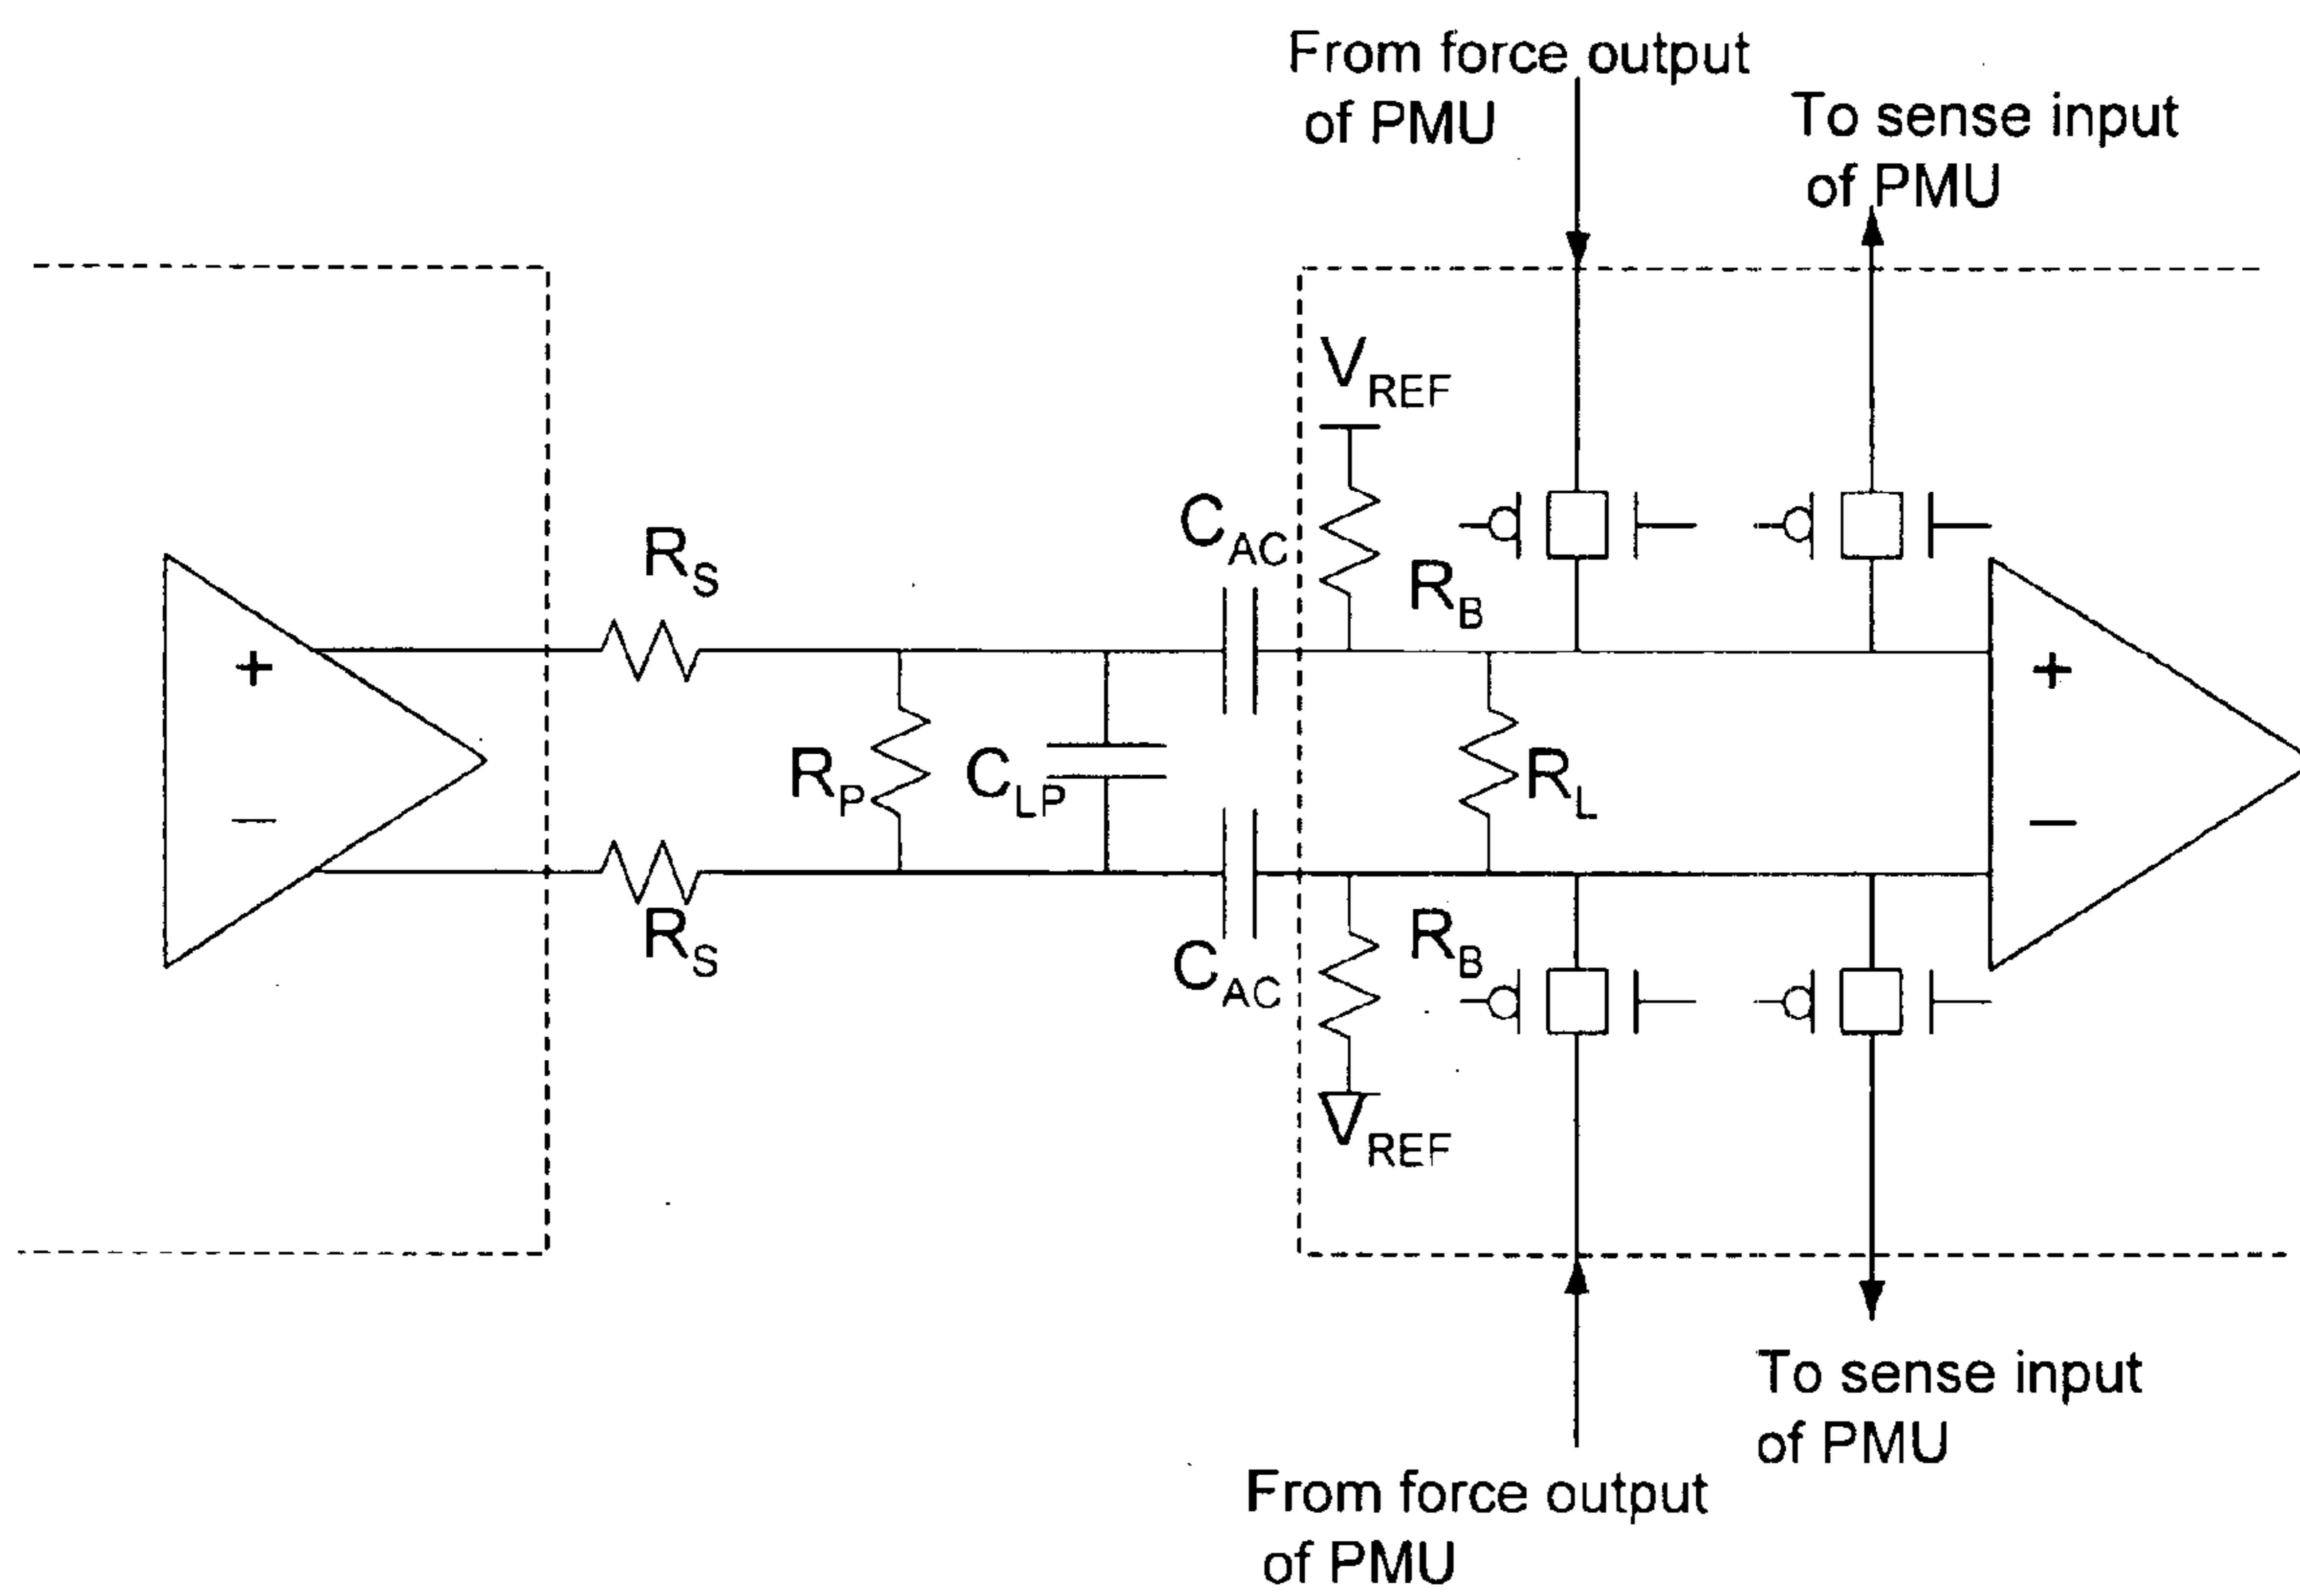 From force output
of PMU
To sense input
of PMU
V_REF
C_AC
R_S
R_B
+
+
R_P
C_LP
R_L
−
−
R_S
C_AC
R_B
V_REF
To sense input
of PMU
From force output
of PMU